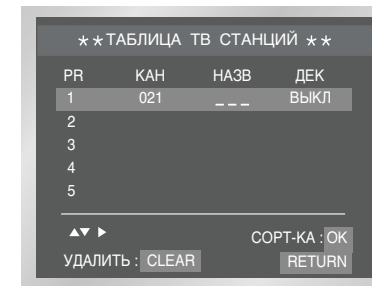 **ТАБЛИЦА ТВ СТАНЦИЙ**
PR КАН НАЗВ ДЕК
1 021 _ _ _ ВЫКЛ
2
3
4
5
▲▼ ▶ СОРТ-КА : OK
УДАЛИТЬ : CLEAR RETURN